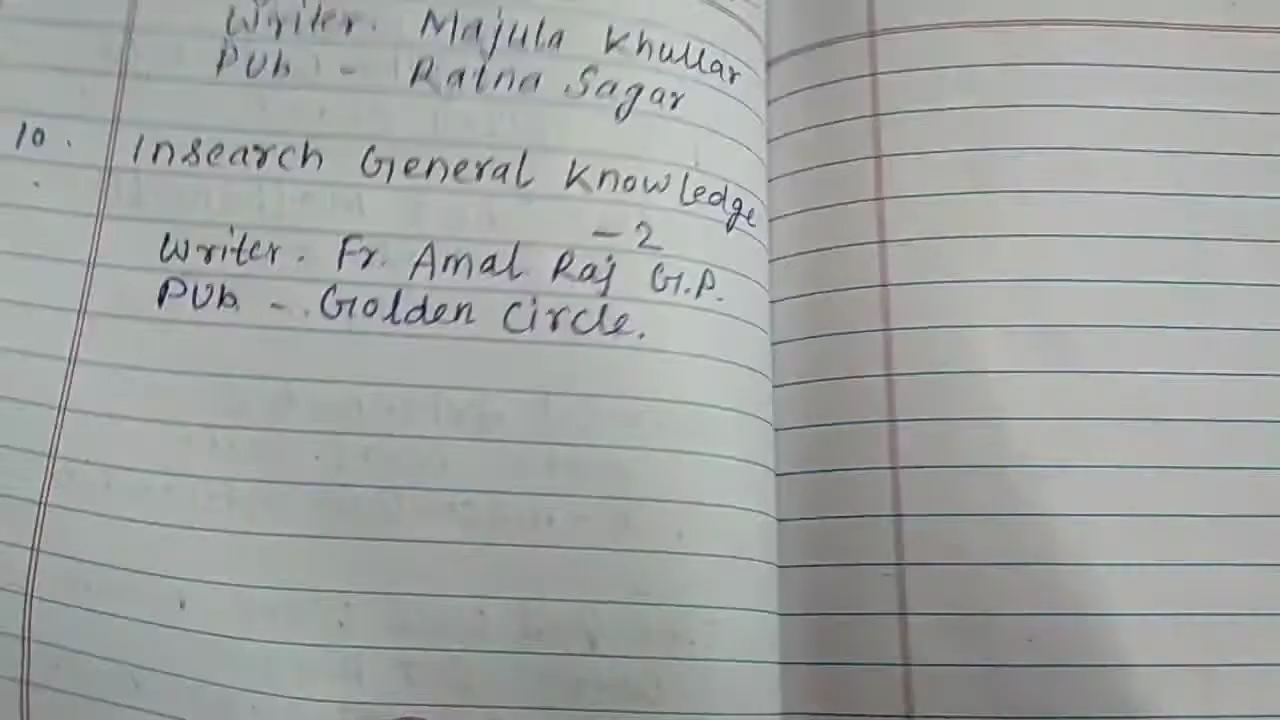 Writer. Majula Khullar
Pub - Ratna Sagar
10. Insearch General Knowledge
- 2
Writer. Fr. Amal Raj G.P.
Pub - Golden Circle.